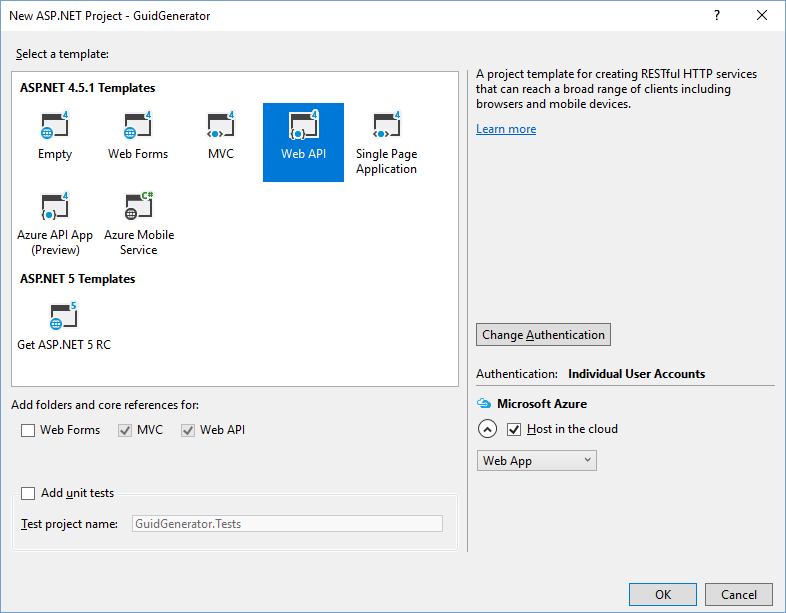 New ASP.NET Project - GuidGenerator
?
Select a template:
ASP.NET 4.5.1 Templates
4
4
4
4
4
Empty
Web Forms
MVC
Web API
Single Page
Application
4
C#
Azure API App
(Preview)
Azure Mobile
Service
ASP.NET 5 Templates
5
Get ASP.NET 5 RC
A project template for creating RESTful HTTP services
that can reach a broad range of clients including
browsers and mobile devices.
Learn more
Change Authentication
Authentication: Individual User Accounts
Microsoft Azure
Host in the cloud
Web App
Add folders and core references for:
Web Forms
MVC
Web API
Add unit tests
Test project name: GuidGenerator.Tests
OK
Cancel